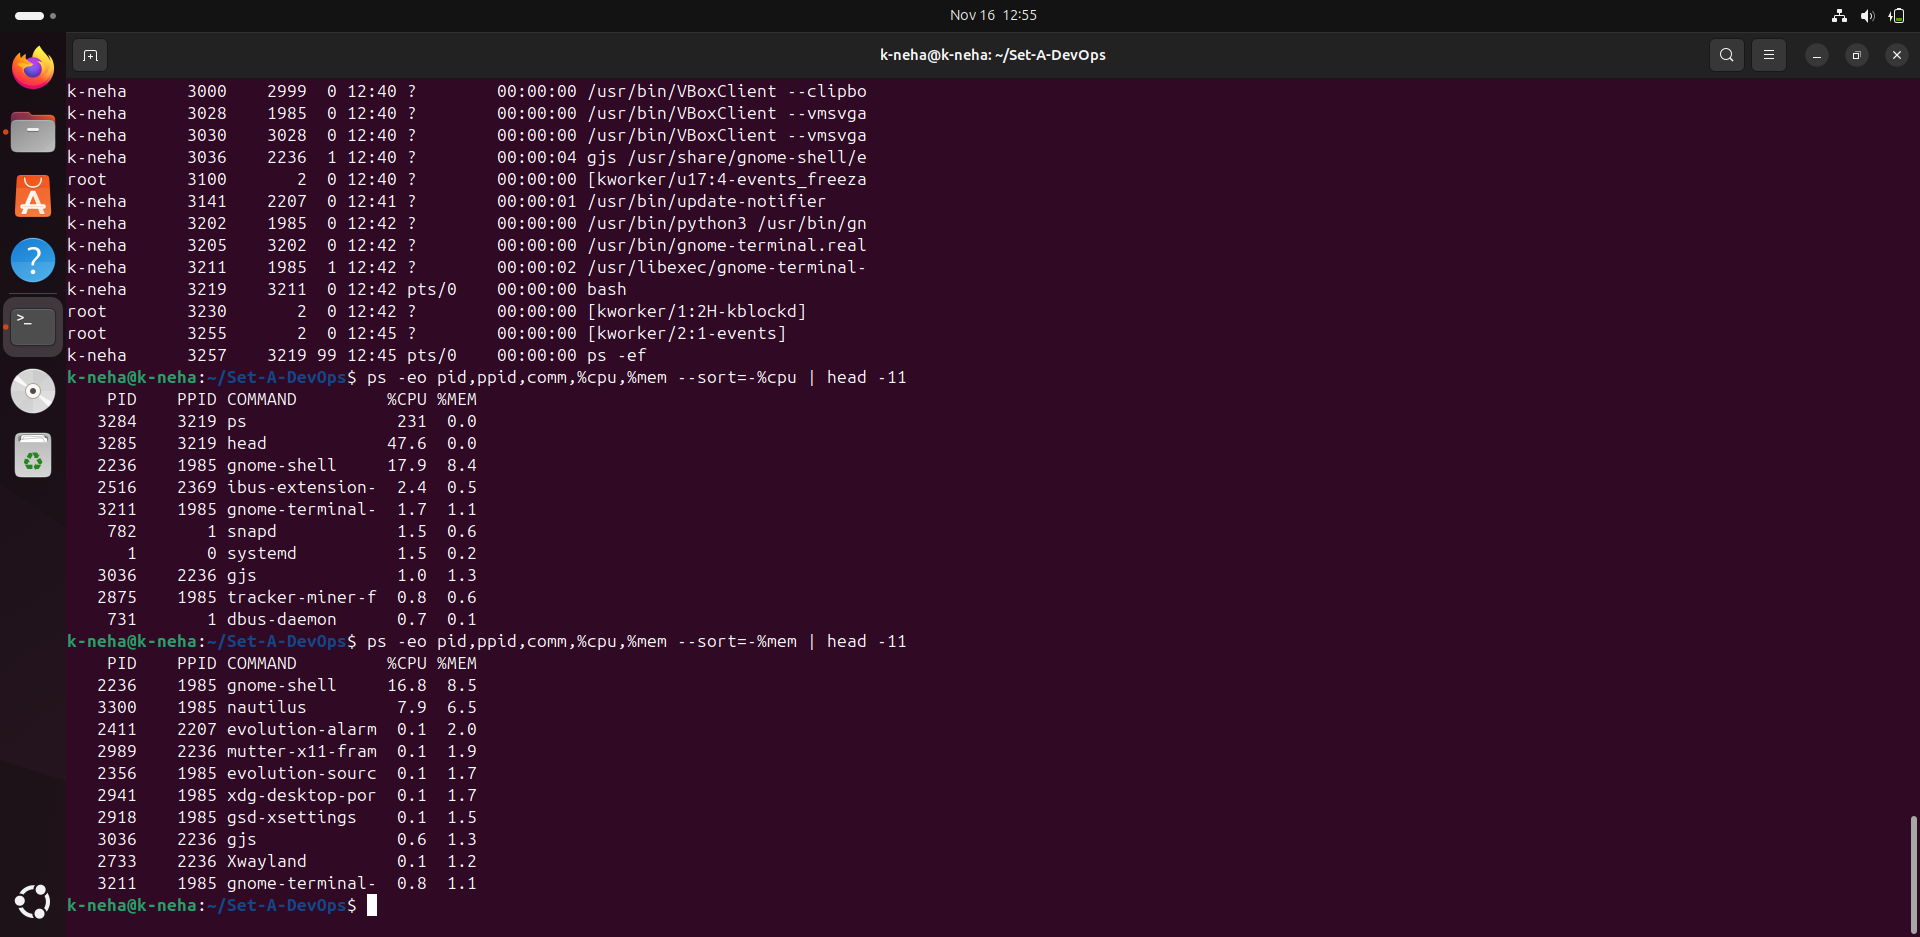 Nov 16 12:55
k-neha@k-neha: ~/Set-A-DevOps
k-neha      3000    2999  0 12:40 ?        00:00:00 /usr/bin/VBoxClient --clipbo
k-neha      3028    1985  0 12:40 ?        00:00:00 /usr/bin/VBoxClient --vmsvga
k-neha      3030    3028  0 12:40 ?        00:00:00 /usr/bin/VBoxClient --vmsvga
k-neha      3036    2236  1 12:40 ?        00:00:04 gjs /usr/share/gnome-shell/e
root        3100       2  0 12:40 ?        00:00:00 [kworker/u17:4-events_freeza
k-neha      3141    2207  0 12:41 ?        00:00:01 /usr/bin/update-notifier
k-neha      3202    1985  0 12:42 ?        00:00:00 /usr/bin/python3 /usr/bin/gn
k-neha      3205    3202  0 12:42 ?        00:00:00 /usr/bin/gnome-terminal.real
k-neha      3211    1985  1 12:42 ?        00:00:02 /usr/libexec/gnome-terminal-
k-neha      3219    3211  0 12:42 pts/0    00:00:00 bash
root        3230       2  0 12:42 ?        00:00:00 [kworker/1:2H-kblockd]
root        3255       2  0 12:45 ?        00:00:00 [kworker/2:1-events]
k-neha      3257    3219 99 12:45 pts/0    00:00:00 ps -ef
k-neha@k-neha:~/Set-A-DevOps$ ps -eo pid,ppid,comm,%cpu,%mem --sort=-%cpu | head -11
    PID    PPID COMMAND         %CPU %MEM
   3284    3219 ps               231  0.0
   3285    3219 head            47.6  0.0
   2236    1985 gnome-shell     17.9  8.4
   2516    2369 ibus-extension-  2.4  0.5
   3211    1985 gnome-terminal-  1.7  1.1
    782       1 snapd            1.5  0.6
      1       0 systemd          1.5  0.2
   3036    2236 gjs              1.0  1.3
   2875    1985 tracker-miner-f  0.8  0.6
    731       1 dbus-daemon      0.7  0.1
k-neha@k-neha:~/Set-A-DevOps$ ps -eo pid,ppid,comm,%cpu,%mem --sort=-%mem | head -11
    PID    PPID COMMAND         %CPU %MEM
   2236    1985 gnome-shell     16.8  8.5
   3300    1985 nautilus         7.9  6.5
   2411    2207 evolution-alarm  0.1  2.0
   2989    2236 mutter-x11-fram  0.1  1.9
   2356    1985 evolution-sourc  0.1  1.7
   2941    1985 xdg-desktop-por  0.1  1.7
   2918    1985 gsd-xsettings    0.1  1.5
   3036    2236 gjs              0.6  1.3
   2733    2236 Xwayland         0.1  1.2
   3211    1985 gnome-terminal-  0.8  1.1
k-neha@k-neha:~/Set-A-DevOps$